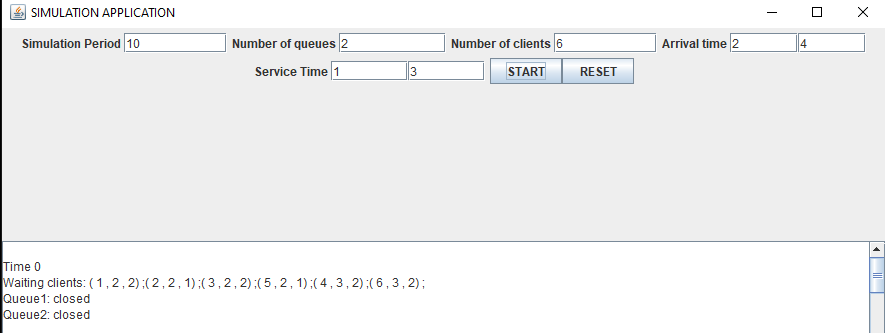 SIMULATION APPLICATION
Simulation Period 10 Number of queues 2 Number of clients 6 Arrival time 2 4
Service Time 1 3 START RESET
Time 0
Waiting clients: ( 1 , 2 , 2) ;( 2 , 2 , 1) ;( 3 , 2 , 2) ;( 5 , 2 , 1) ;( 4 , 3 , 2) ;( 6 , 3 , 2) ;
Queue1: closed
Queue2: closed